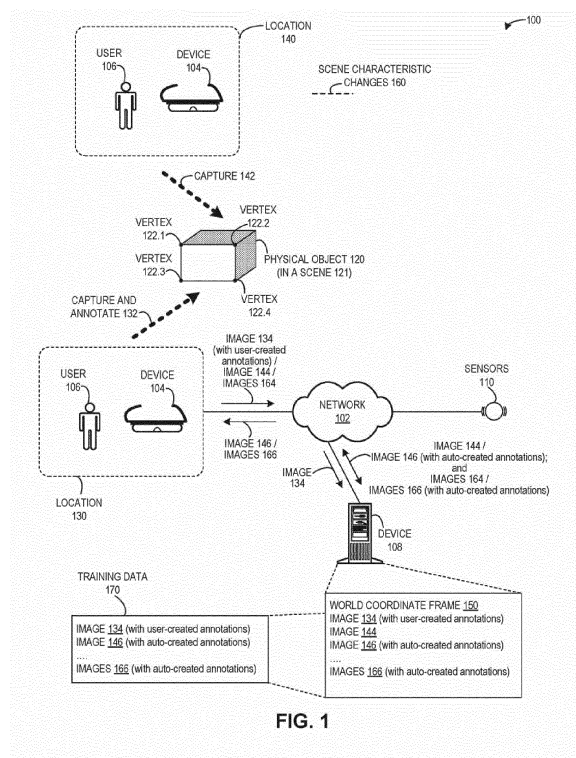 100
LOCATION
140
USER
106
DEVICE
104
SCENE CHARACTERISTIC
CHANGES 160
CAPTURE 142
VERTEX
122.1
VERTEX
122.2
PHYSICAL OBJECT 120
(IN A SCENE 121)
VERTEX
122.3
VERTEX
122.4
CAPTURE AND
ANNOTATE 132
IMAGE 134
(with user-created
annotations) /
IMAGE 144 /
IMAGES 164
USER
106
DEVICE
104
SENSORS
110
NETWORK
102
IMAGE 146 /
IMAGES 166
IMAGE
134
IMAGE 144 /
IMAGE 146 (with auto-created annotations);
and
IMAGES 164 /
IMAGES 166 (with auto-created annotations)
LOCATION
130
DEVICE
108
TRAINING DATA
170
IMAGE 134 (with user-created annotations)
IMAGE 146 (with auto-created annotations)
....
IMAGES 166 (with auto-created annotations)
WORLD COORDINATE FRAME 150
IMAGE 134 (with user-created annotations)
IMAGE 144
IMAGE 146 (with auto-created annotations)
....
IMAGES 166 (with auto-created annotations)
FIG. 1